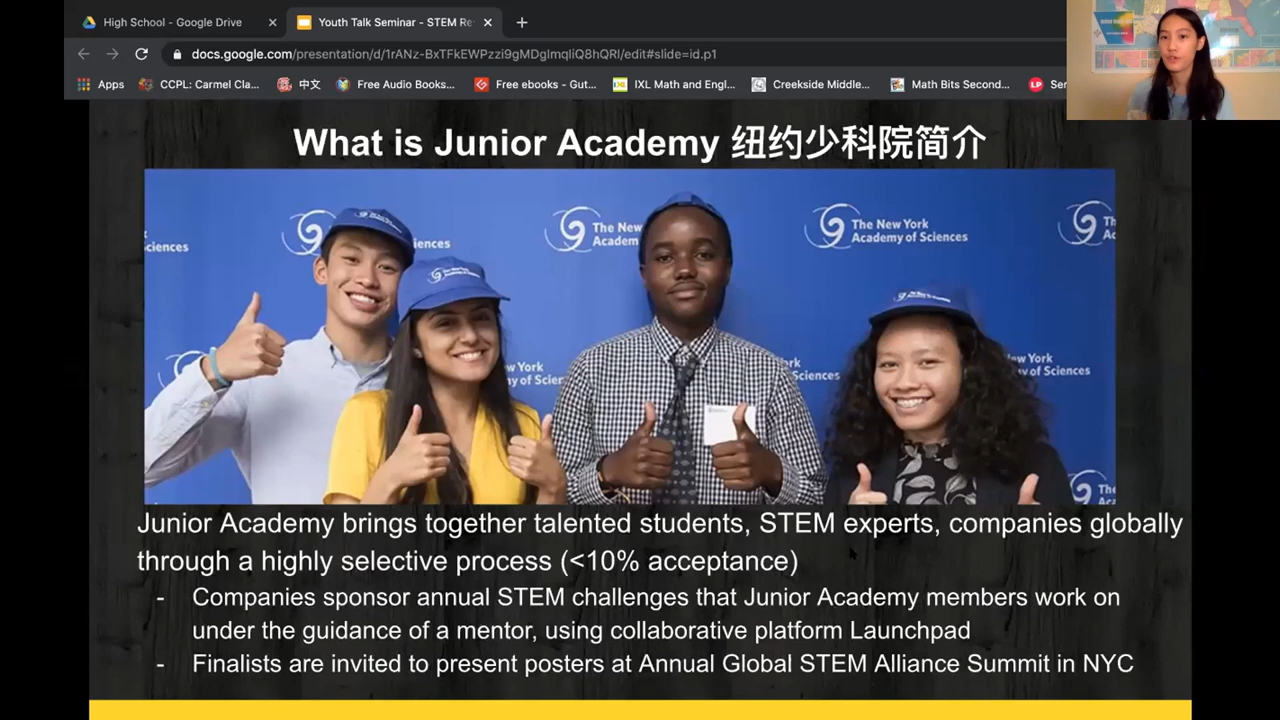 High School - Google Drive
Youth Talk Seminar - STEM Re
docs.google.com/presentation/d/1rANz-BxTFkEWPzzi9gMDgImqliQ8hQRI/edit#slide=id.p1
Apps CCPL: Carmel Cla... 中文 Free Audio Books... Free ebooks - Gut... IXL Math and Engl... Creekside Middle... Math Bits Second... LP Ser
What is Junior Academy 纽约少科院简介
The New York
Academy of Sciences
Junior Academy brings together talented students, STEM experts, companies globally
through a highly selective process (<10% acceptance)
- Companies sponsor annual STEM challenges that Junior Academy members work on
under the guidance of a mentor, using collaborative platform Launchpad
- Finalists are invited to present posters at Annual Global STEM Alliance Summit in NYC